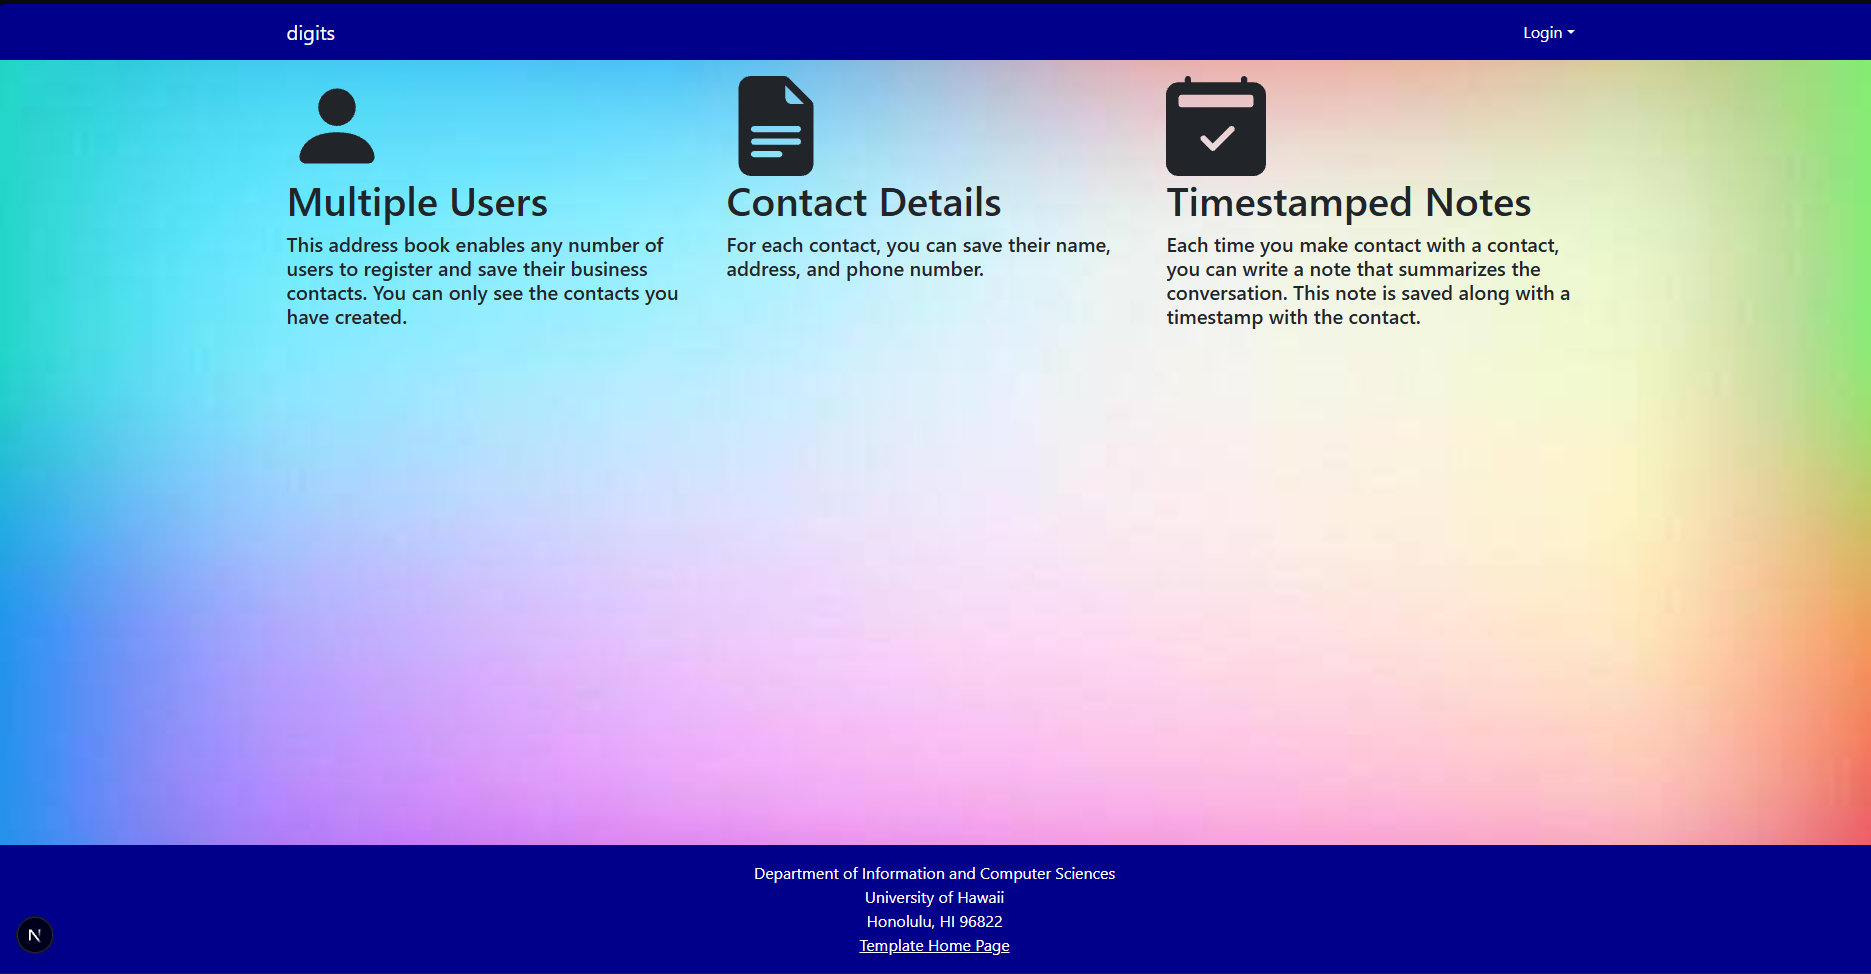 digits
Login
Multiple Users
This address book enables any number of
users to register and save their business
contacts. You can only see the contacts you
have created.
Contact Details
For each contact, you can save their name,
address, and phone number.
Timestamped Notes
Each time you make contact with a contact,
you can write a note that summarizes the
conversation. This note is saved along with a
timestamp with the contact.
Department of Information and Computer Sciences
University of Hawaii
Honolulu, HI 96822
Template Home Page
N